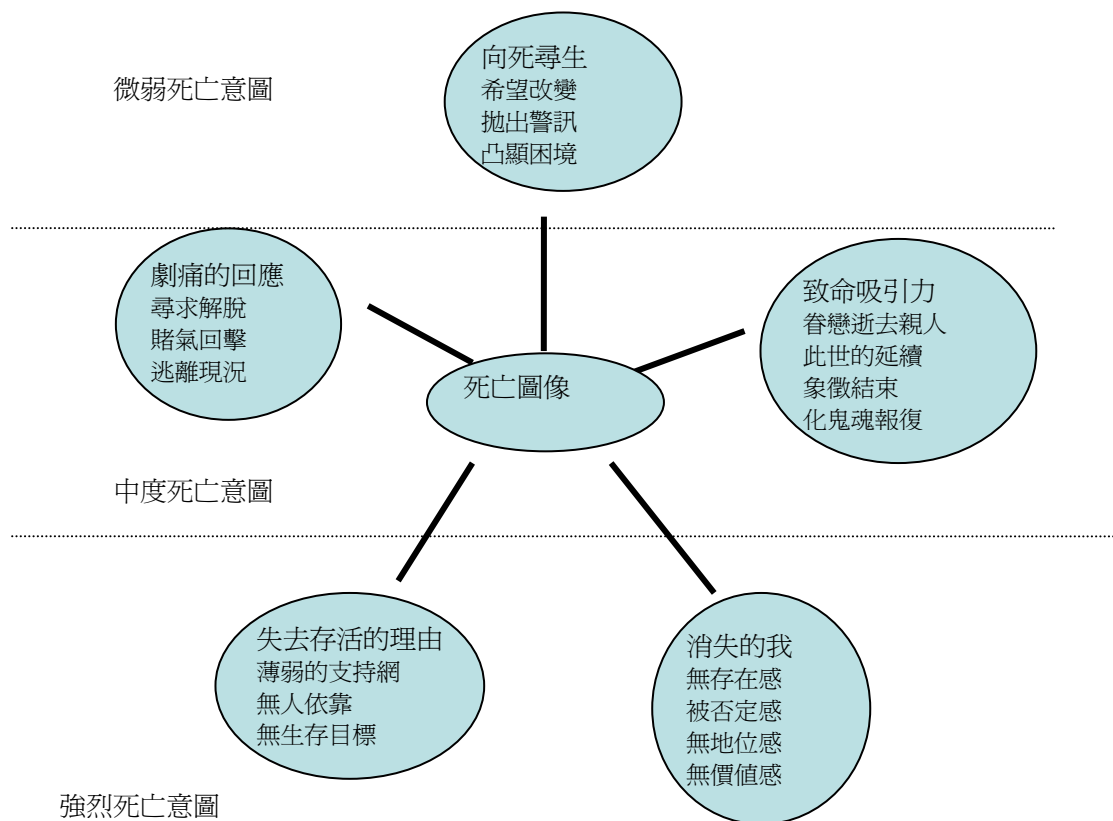 微弱死亡意圖
向死尋生
希望改變
拋出警訊
凸顯困境
劇痛的回應
尋求解脫
賭氣回擊
逃離現況
死亡圖像
致命吸引力
眷戀逝去親人
此世的延續
象徵結束
化鬼魂報復
中度死亡意圖
失去存活的理由
薄弱的支持網
無人依靠
無生存目標
消失的我
無存在感
被否定感
無地位感
無價值感
強烈死亡意圖